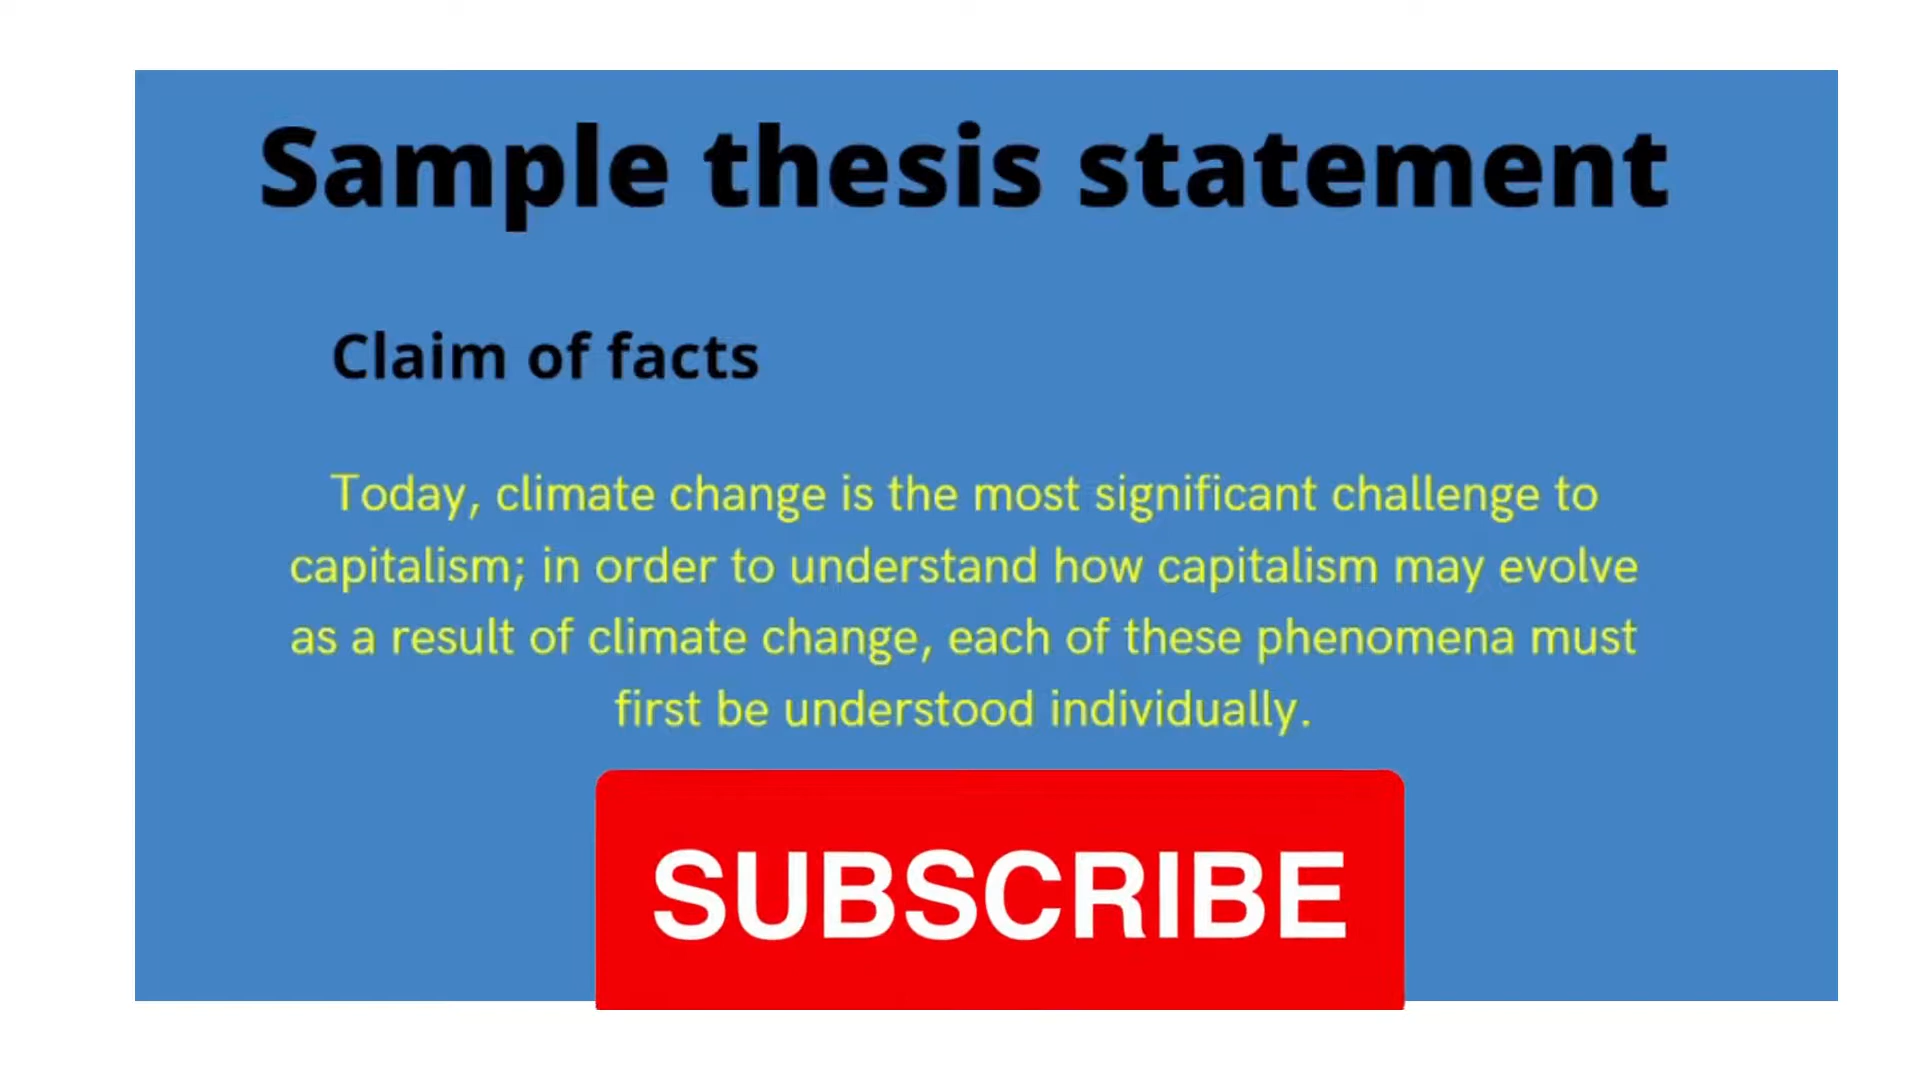 Sample thesis statement
Claim of facts
Today, climate change is the most significant challenge to
capitalism; in order to understand how capitalism may evolve
as a result of climate change, each of these phenomena must
first be understood individually.
SUBSCRIBE